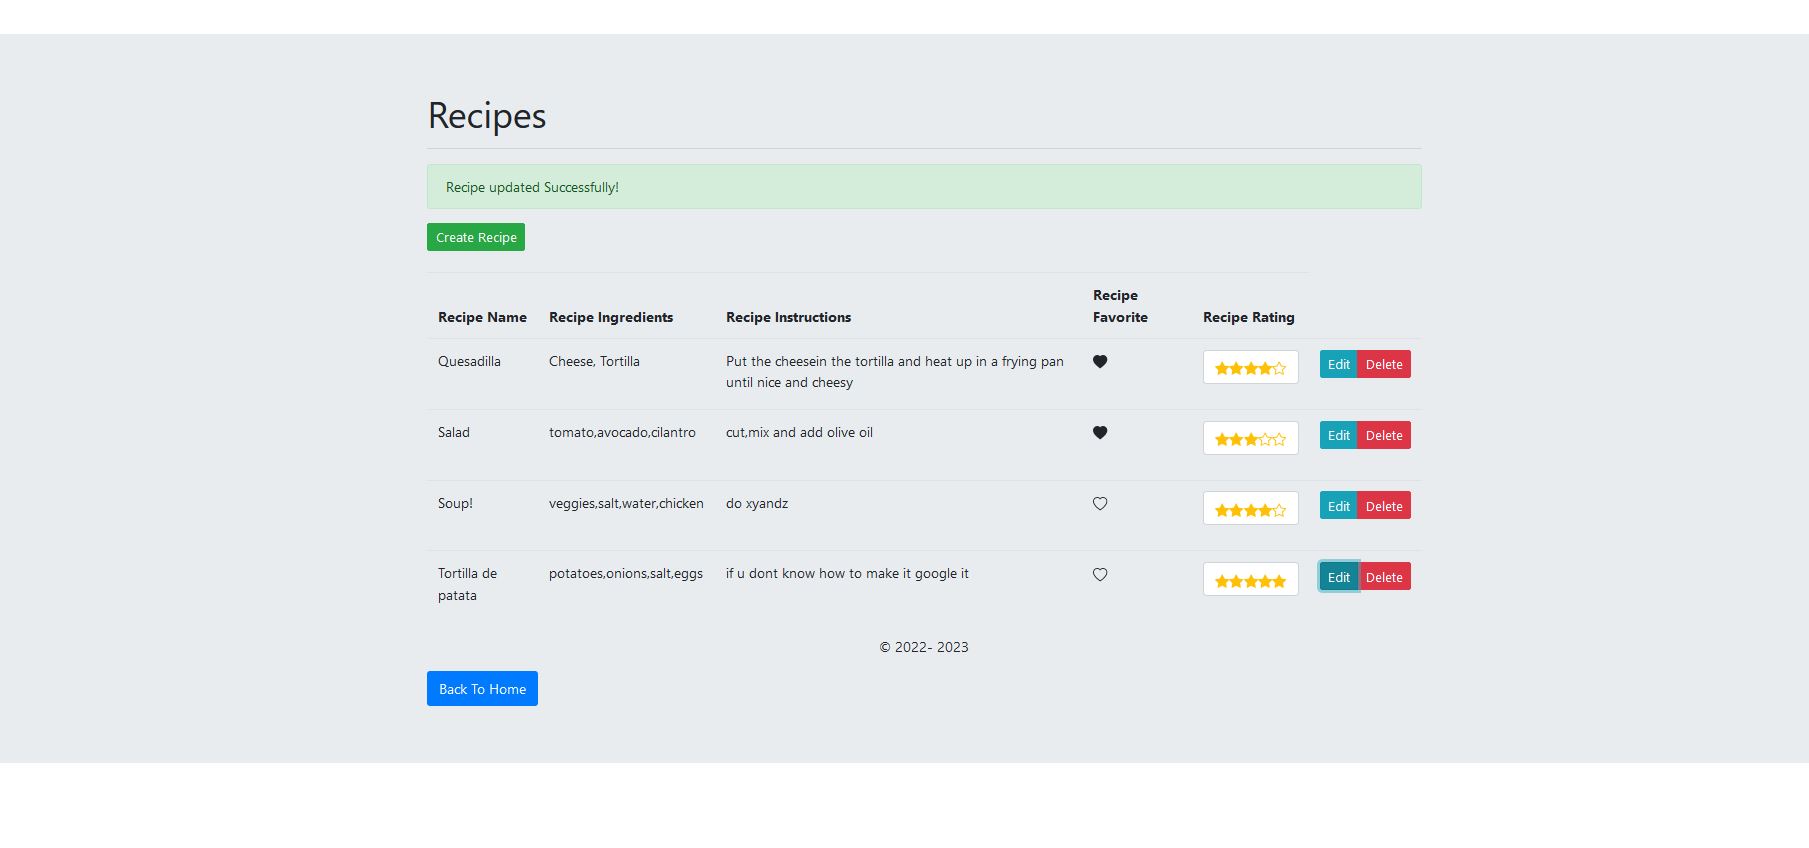 Recipes
Recipe updated Successfully!
Create Recipe
Recipe Name Recipe Ingredients Recipe Instructions Recipe Favorite Recipe Rating
Quesadilla Cheese, Tortilla Put the cheesein the tortilla and heat up in a frying pan Edit Delete
until nice and cheesy
Salad tomato,avocado,cilantro cut,mix and add olive oil Edit Delete
Soup! veggies,salt,water,chicken do xyandz Edit Delete
Tortilla de potatoes,onions,salt,eggs if u dont know how to make it google it Edit Delete
patata
© 2022- 2023
Back To Home